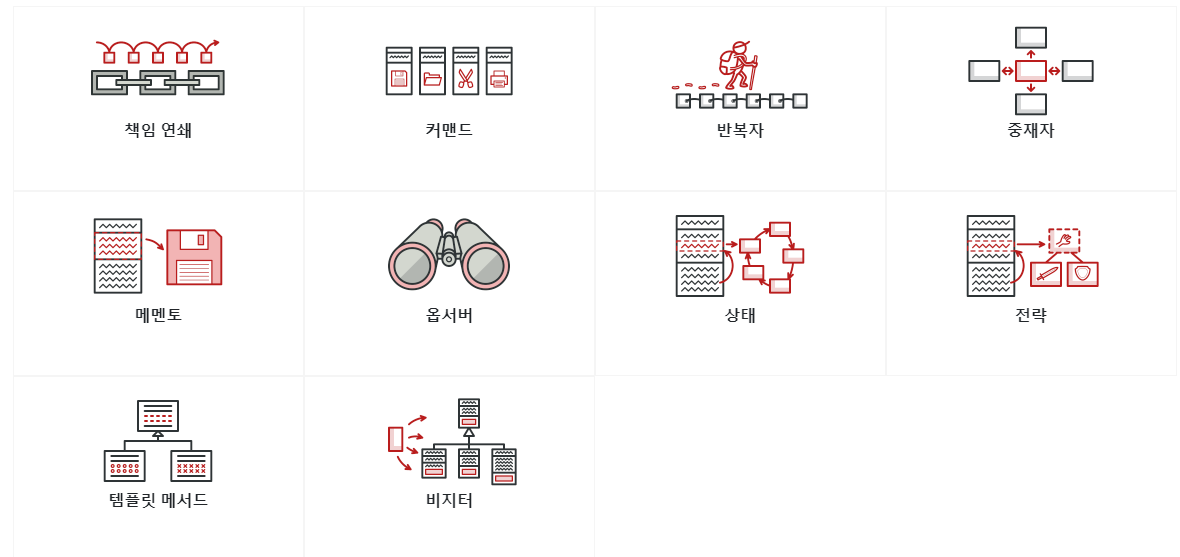 책임 연쇄
커맨드
반복자
중재자
메멘토
옵서버
상태
전략
템플릿 메서드
비지터